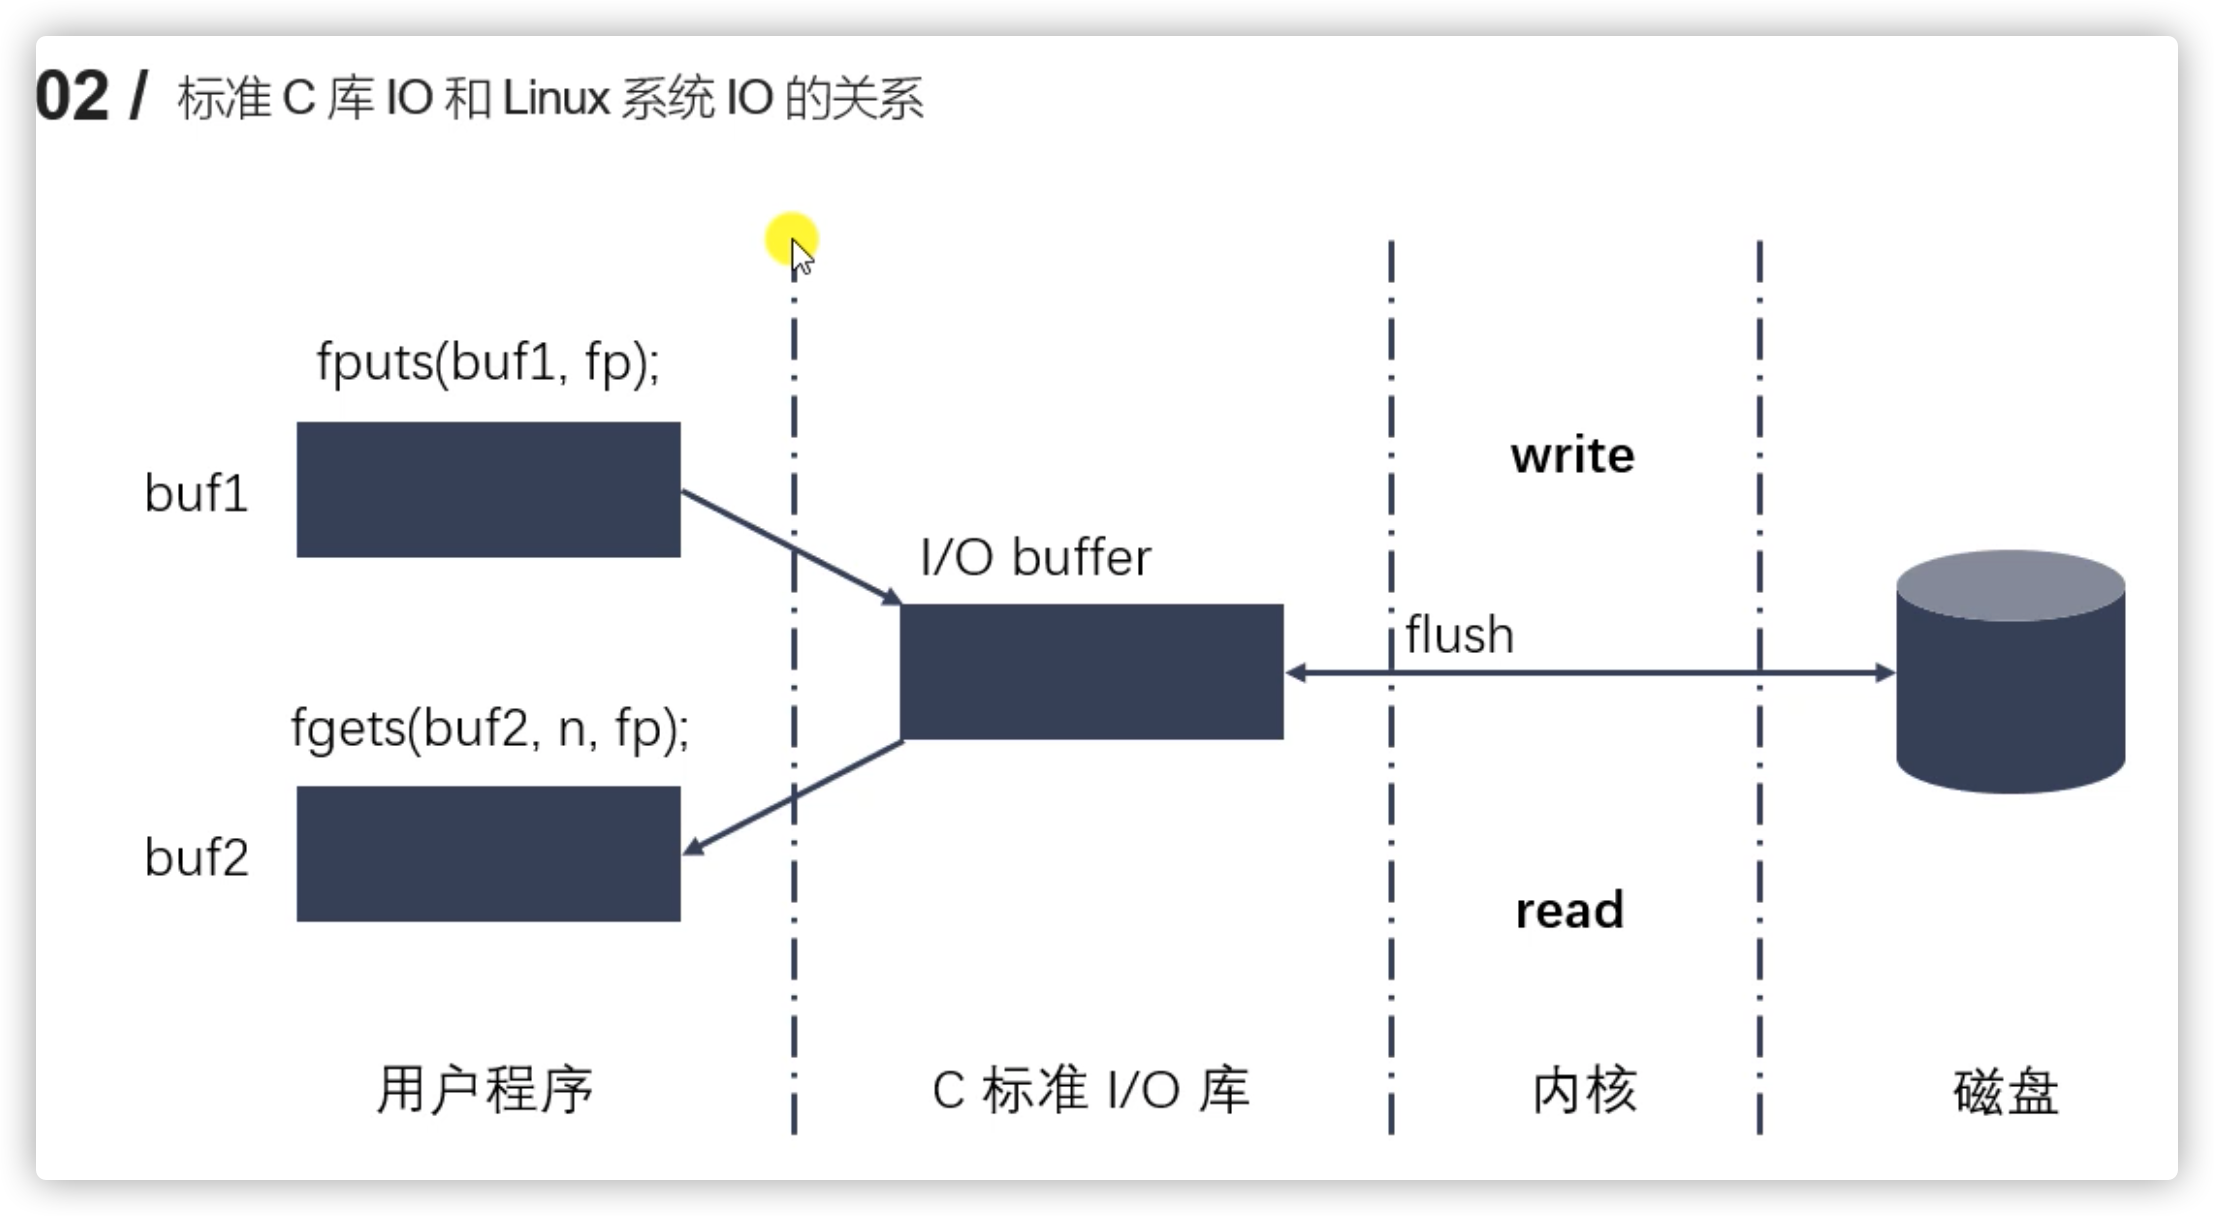 02 / 标准 C 库 IO 和 Linux 系统 IO 的关系
fputs(buf1, fp);
write
buf1
I/O buffer
flush
fgets(buf2, n, fp);
buf2
read
用户程序
C 标准 I/O 库
内核
磁盘